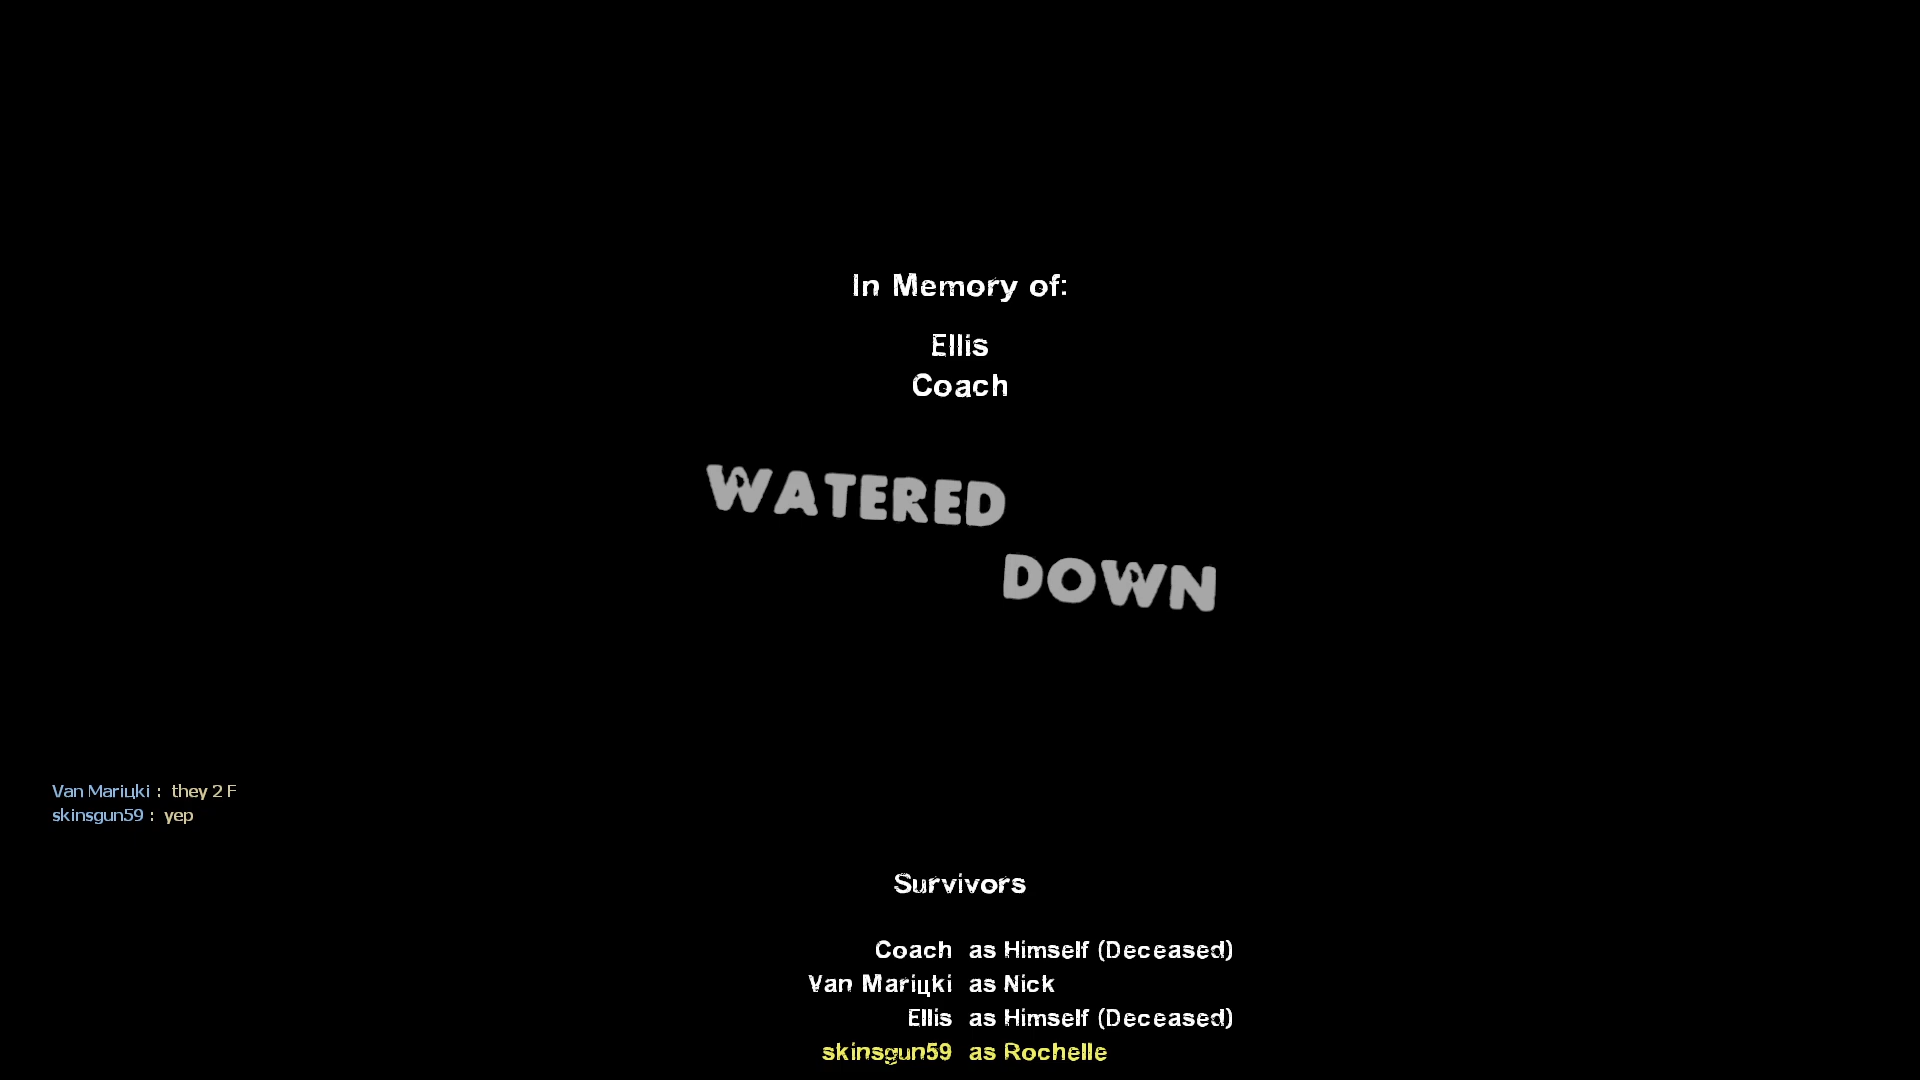 In Memory of:
Ellis
Coach
WATERED
DOWN
Van Mariцki : they 2 F
skinsgun59 : yep
Survivors
Coach as Himself (Deceased)
Van Mariцki as Nick
Ellis as Himself (Deceased)
skinsgun59 as Rochelle